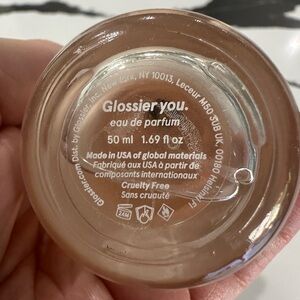 Glossier.com Dist. by Glossier, Inc. New York, NY 10013, Leceur M50 3UB UK, 00180 Helsinki FI
Glossier you.
eau de parfum
50 ml 1.69 fl oz
Made in USA of global materials
Fabriqué aux USA à partir de
composants internationaux
Cruelty Free
Sans cruauté